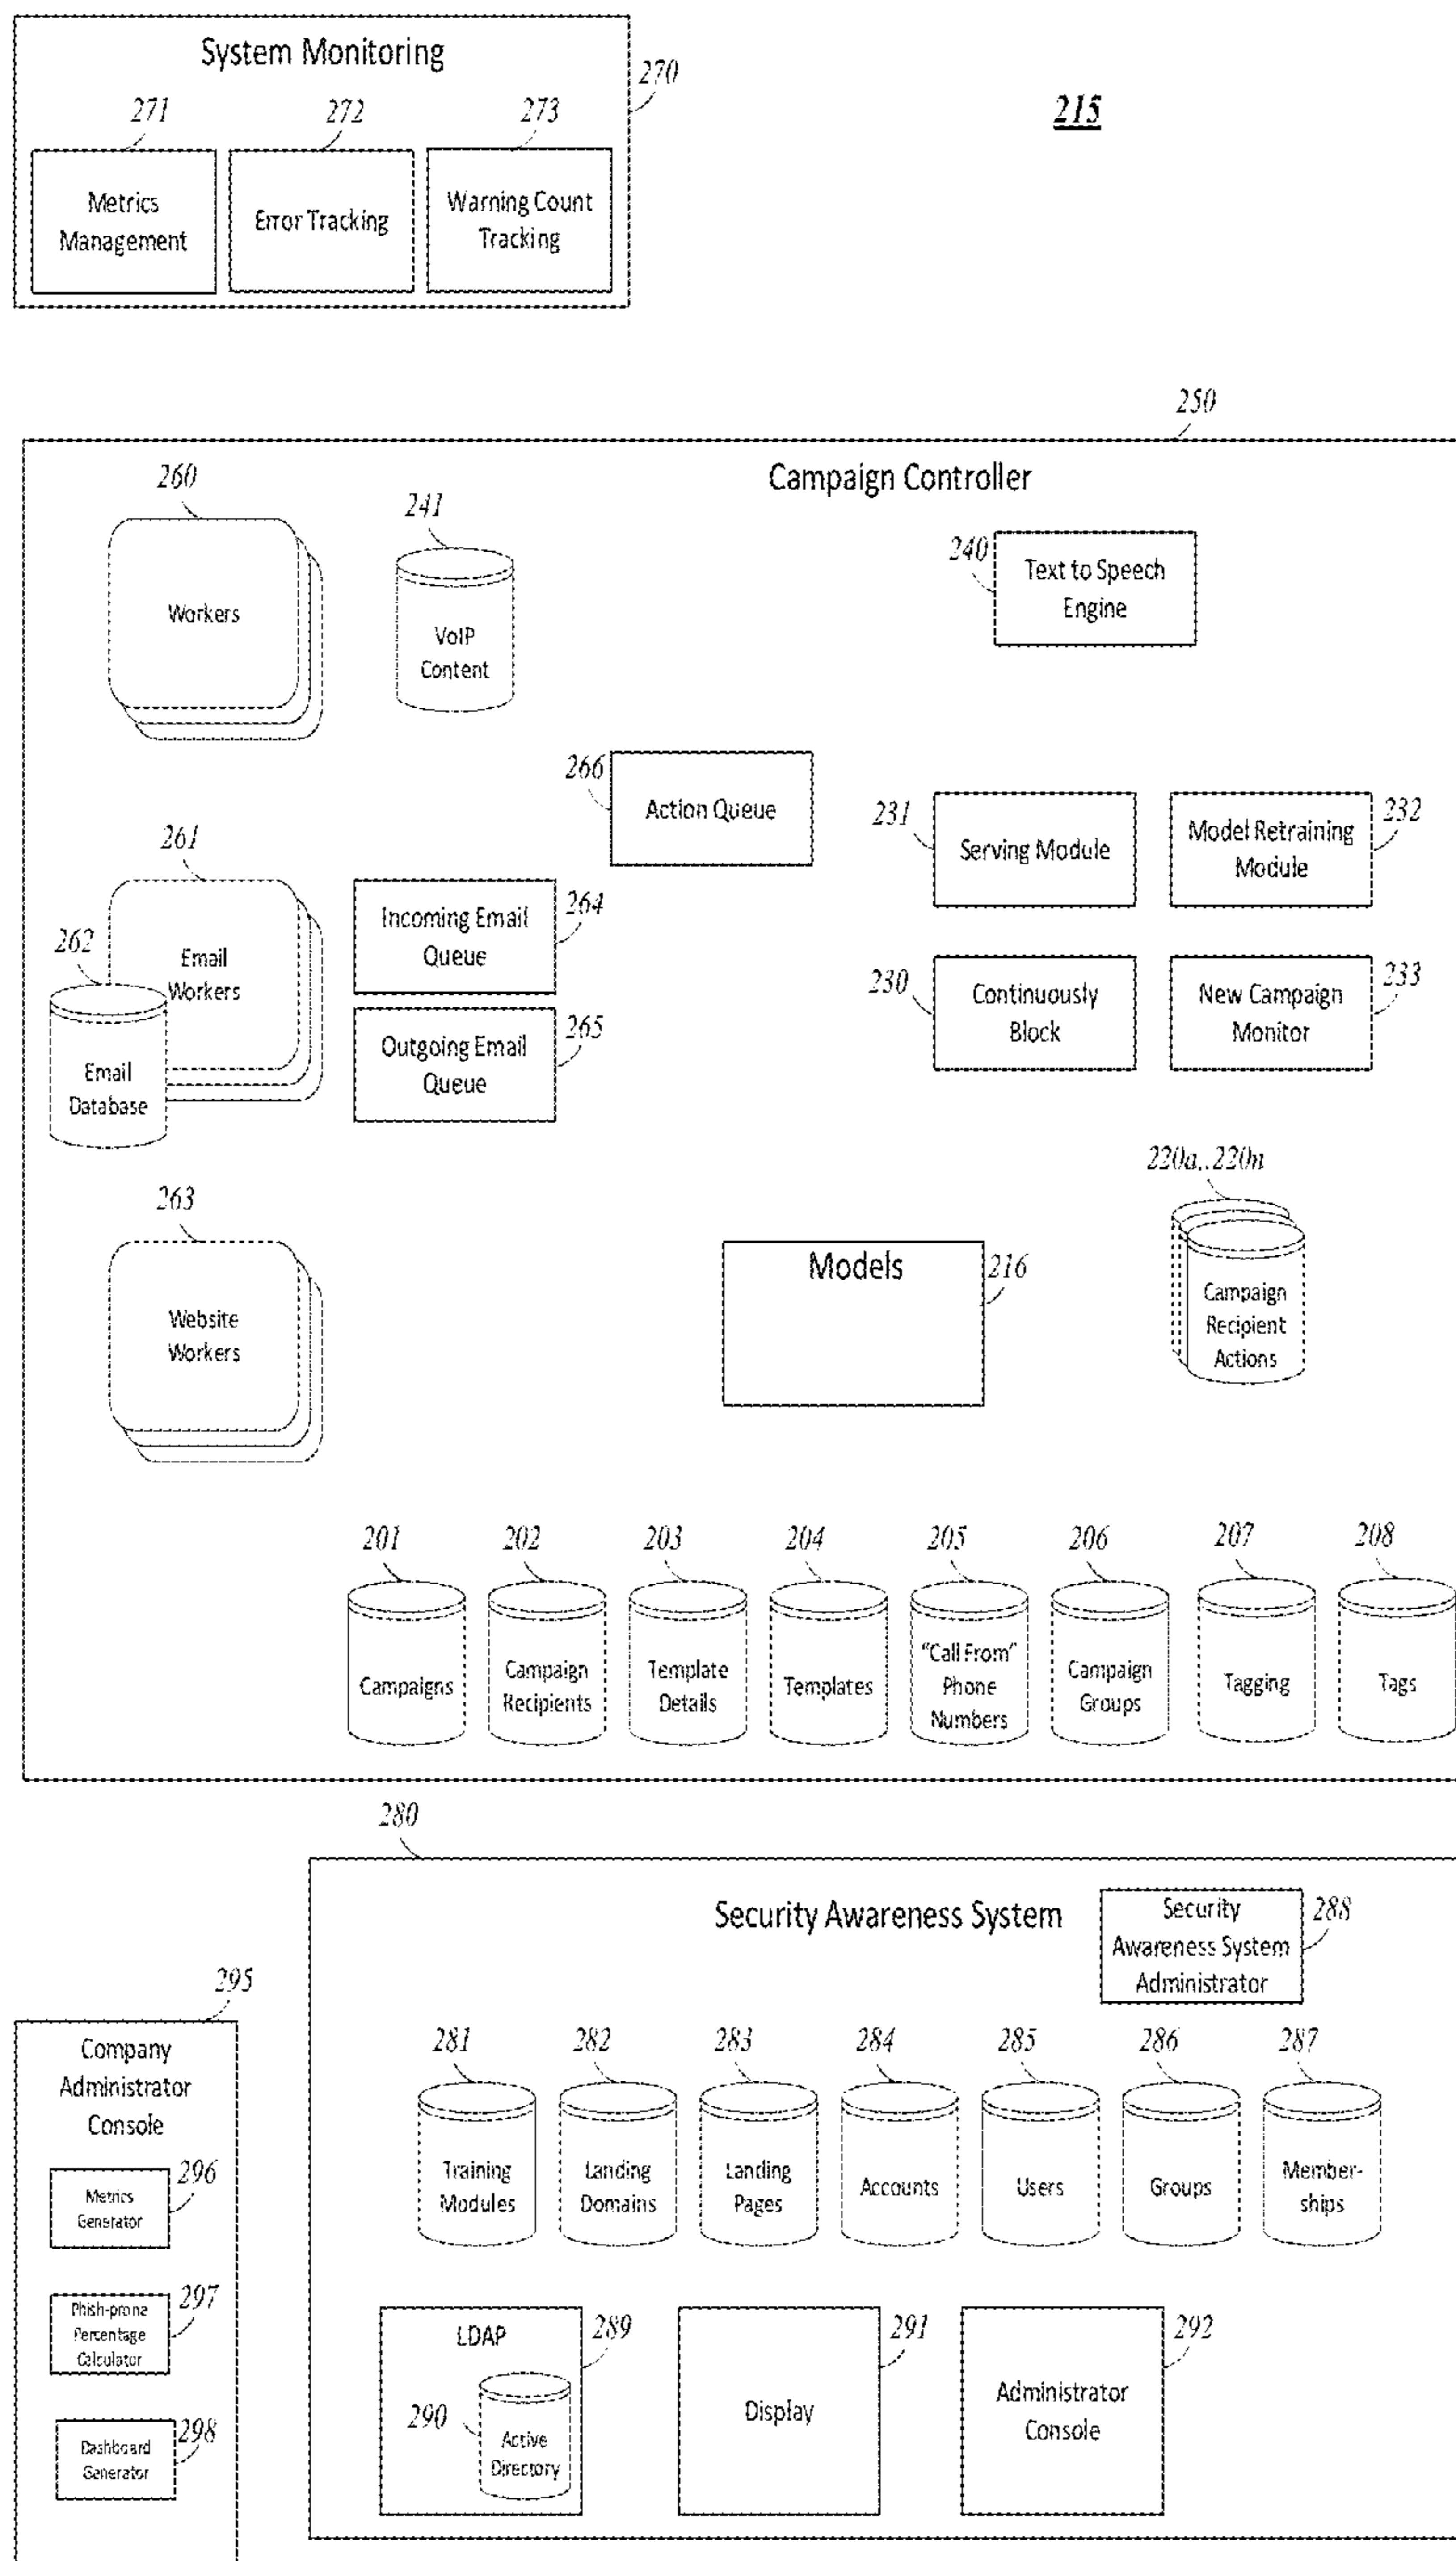 System Monitoring
270
215
271
272
273
Metrics
Management
Error Tracking
Warning Count
Tracking
250
Campaign Controller
260
Workers
241
VoIP
Content
240
Text to Speech
Engine
266
Action Queue
231
Serving Module
Model Retraining
Module
232
261
Email
Workers
262
Email
Database
Incoming Email
Queue
264
Outgoing Email
Queue
265
230
Continuously
Block
New Campaign
Monitor
233
220a..220n
Campaign
Recipient
Actions
263
Website
Workers
Models
216
201
202
203
204
205
206
207
208
Campaigns
Campaign
Recipients
Template
Details
Templates
"Call From"
Phone
Numbers
Campaign
Groups
Tagging
Tags
280
Security Awareness System
Security
Awareness System
Administrator
288
295
Company
Administrator
Console
296
Metrics
Generator
297
Phish-prone
Percentage
Calculator
298
Dashboard
Generator
281
282
283
284
285
286
287
Training
Modules
Landing
Domains
Landing
Pages
Accounts
Users
Groups
Member-
ships
LDAP
289
290
Active
Directory
Display
291
Administrator
Console
292